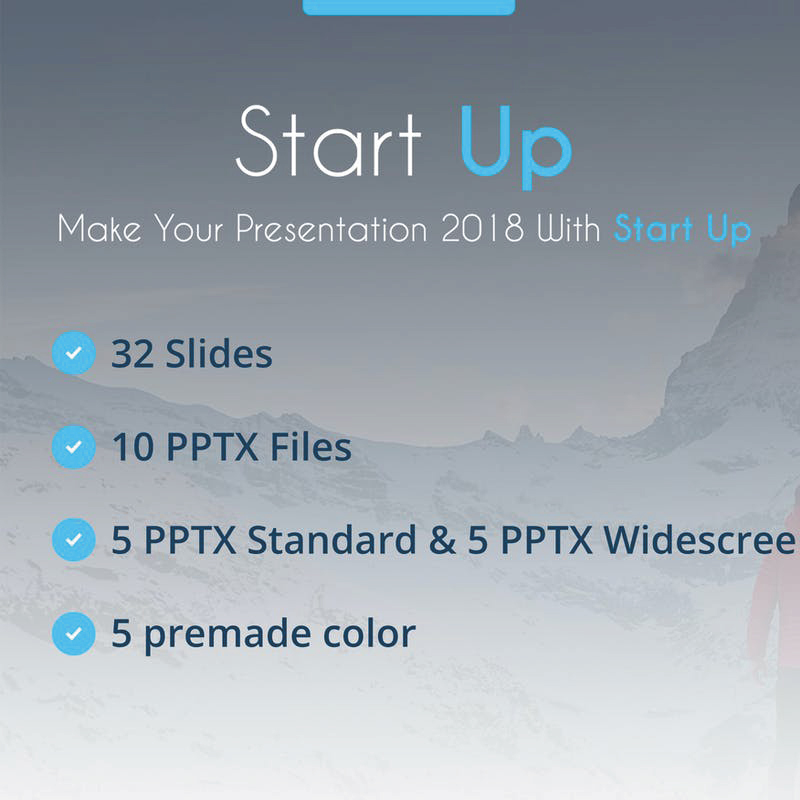 Start Up
Make Your Presentation 2018 With Start Up
32 Slides
10 PPTX Files
5 PPTX Standard & 5 PPTX Widescree
5 premade color